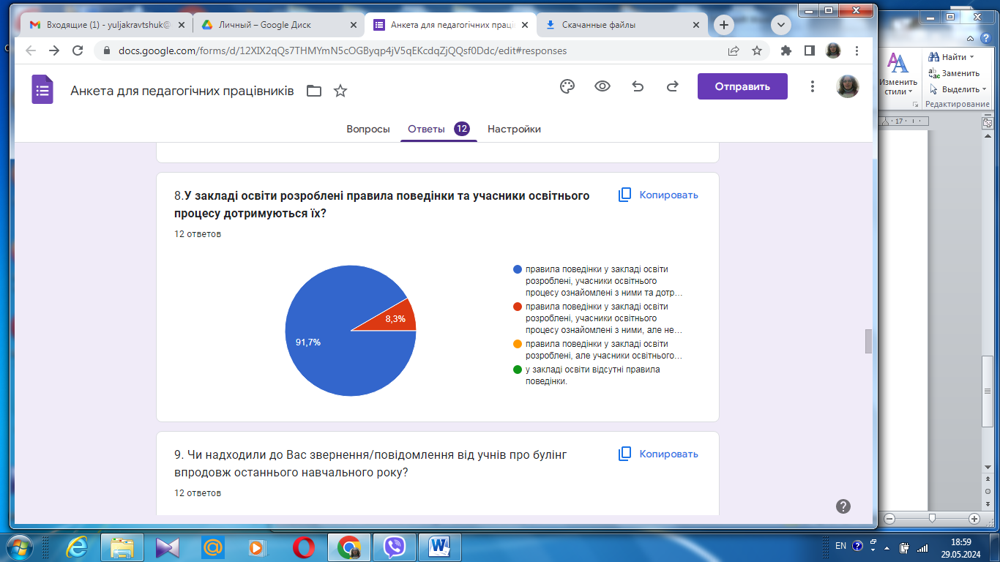 Входящие (1) - yuljakravtshuk@
Личный – Google Диск
Анкета для педагогічних праці
Скачанные файлы
docs.google.com/forms/d/12XIX2qQs7THMYmN5cOGByqp4jV5qEKcdqZjQQsf0Ddc/edit#responses
Анкета для педагогічних працівників
Отправить
Вопросы
Ответы 12
Настройки
8.У закладі освіти розроблені правила поведінки та учасники освітнього
процесу дотримуються їх?
Копировать
12 ответов
91,7%
8,3%
правила поведінки у закладі освіти
розроблені, учасники освітнього
процесу ознайомлені з ними та дотр…
правила поведінки у закладі освіти
розроблені, учасники освітнього
процесу ознайомлені з ними, але не…
правила поведінки у закладі освіти
розроблені, але учасники освітнього…
у закладі освіти відсутні правила
поведінки.
9. Чи надходили до Вас звернення/повідомлення від учнів про булінг
впродовж останнього навчального року?
Копировать
12 ответов
Найти
Заменить
Выделить
Изменить
стили
Редактирование
17
EN
18:59
29.05.2024